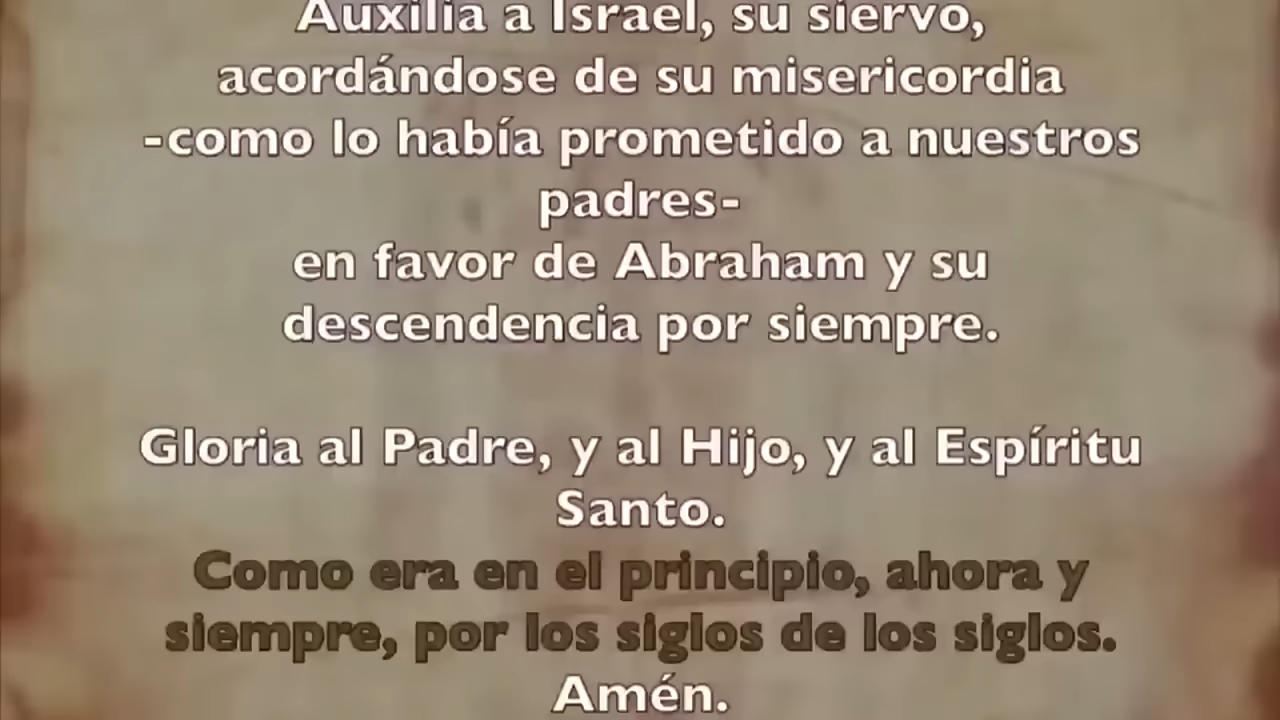 Auxilia a Israel, su siervo,
acordándose de su misericordia
-como lo había prometido a nuestros
padres-
en favor de Abraham y su
descendencia por siempre.
Gloria al Padre, y al Hijo, y al Espíritu
Santo.
Como era en el principio, ahora y
siempre, por los siglos de los siglos.
Amén.